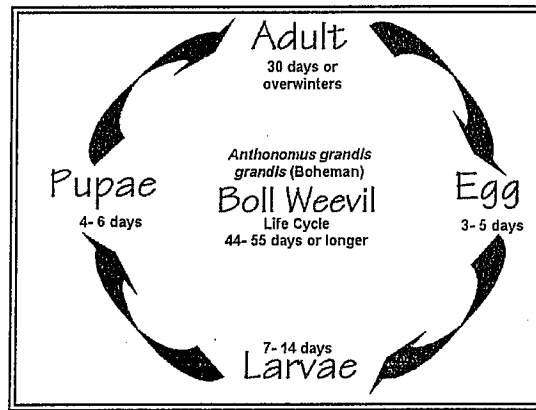 Adult
30 days or
overwinters
Anthonomus grandis
grandis (Boheman)
Boll Weevil
Life Cycle
44- 55 days or longer
Pupae
4- 6 days
Egg
3- 5 days
7- 14 days
Larvae